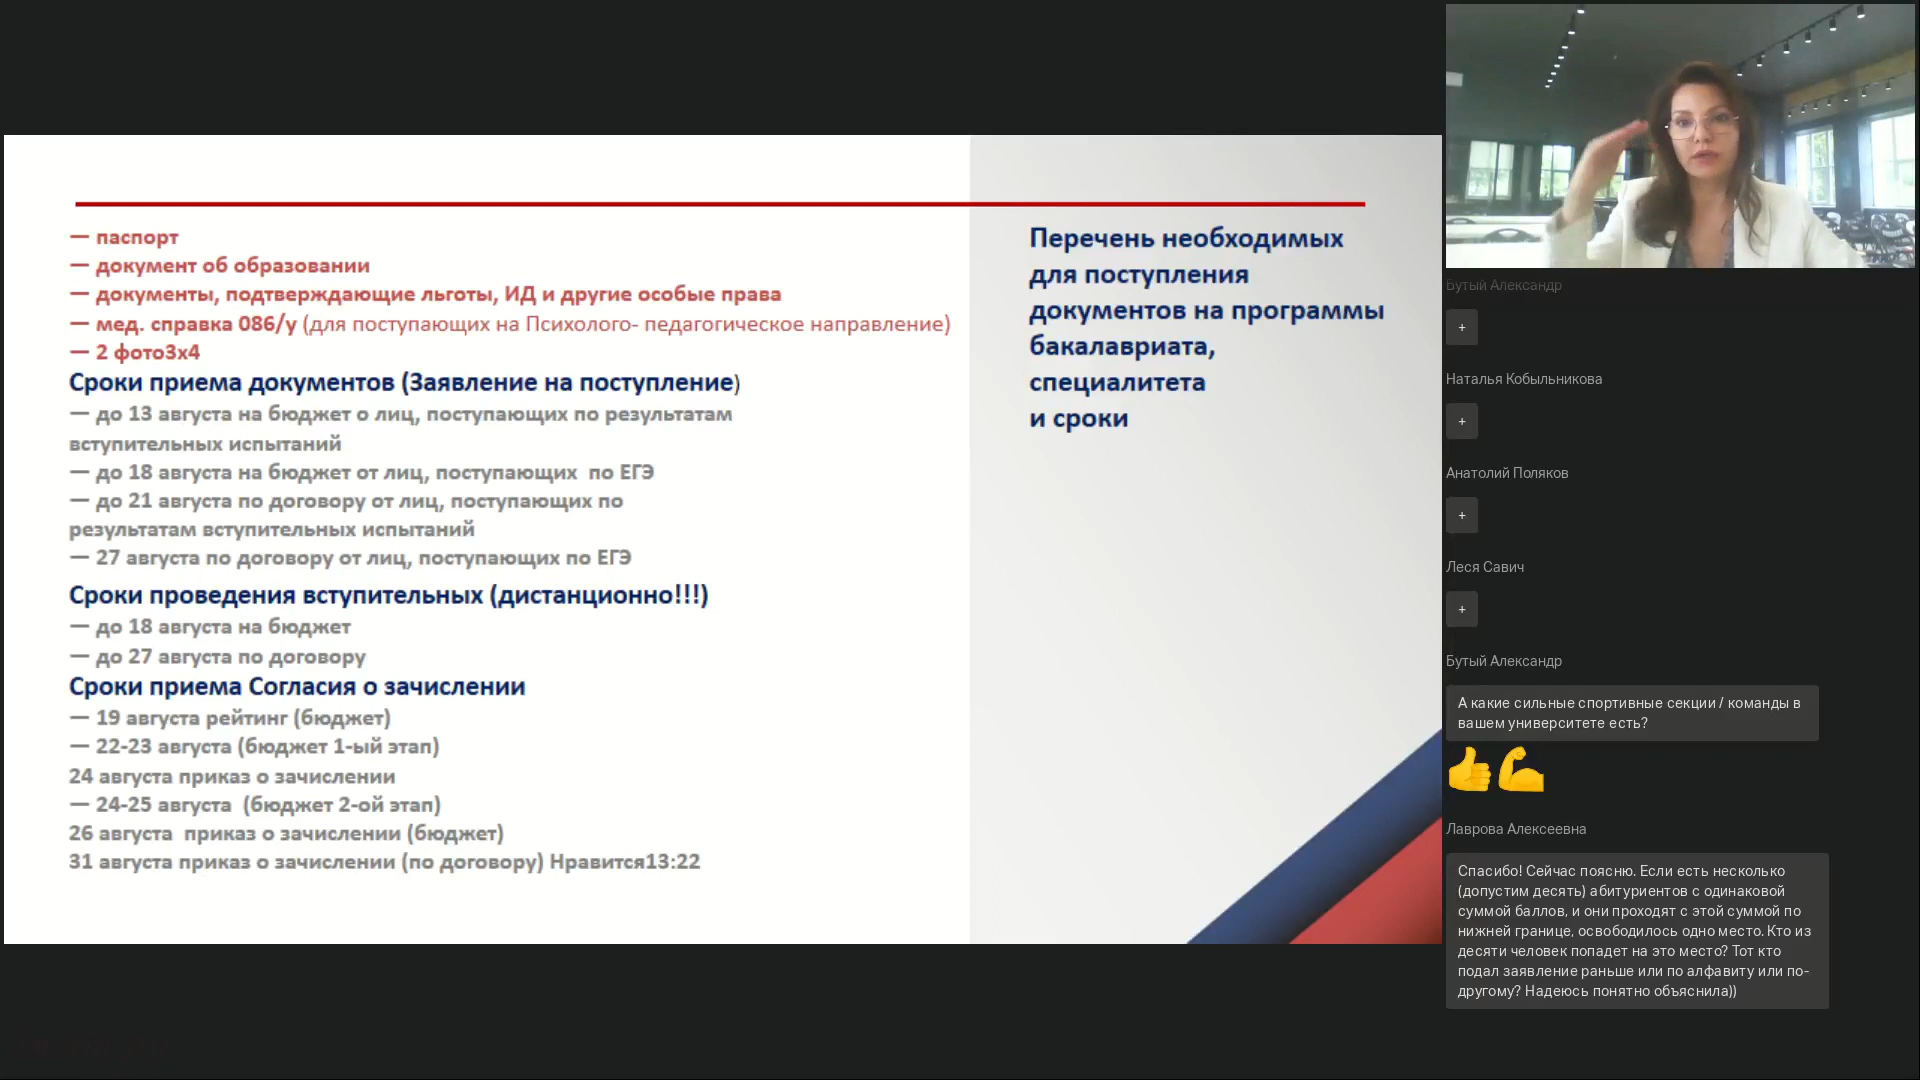 — паспорт
— документ об образовании
— документы, подтверждающие льготы, ИД и другие особые права
— мед. справка 086/у (для поступающих на Психолого- педагогическое направление)
— 2 фото3х4
Сроки приема документов (Заявление на поступление)
— до 13 августа на бюджет о лиц, поступающих по результатам
вступительных испытаний
— до 18 августа на бюджет от лиц, поступающих  по ЕГЭ
— до 21 августа по договору от лиц, поступающих по
результатам вступительных испытаний
— 27 августа по договору от лиц, поступающих по ЕГЭ
Сроки проведения вступительных (дистанционно!!!)
— до 18 августа на бюджет
— до 27 августа по договору
Сроки приема Согласия о зачислении
— 19 августа рейтинг (бюджет)
— 22-23 августа (бюджет 1-ый этап)
24 августа приказ о зачислении
— 24-25 августа  (бюджет 2-ой этап)
26 августа  приказ о зачислении (бюджет)
31 августа приказ о зачислении (по договору) Нравится13:22
Перечень необходимых
для поступления
документов на программы
бакалавриата,
специалитета
и сроки
Бутый Александр
+
Наталья Кобыльникова
+
Анатолий Поляков
+
Леся Савич
+
Бутый Александр
А какие сильные спортивные секции / команды в
вашем университете есть?
Лаврова Алексеевна
Спасибо! Сейчас поясню. Если есть несколько
(допустим десять) абитуриентов с одинаковой
суммой баллов, и они проходят с этой суммой по
нижней границе, освободилось одно место. Кто из
десяти человек попадет на это место? Тот кто
подал заявление раньше или по алфавиту или по-
другому? Надеюсь понятно объяснила))